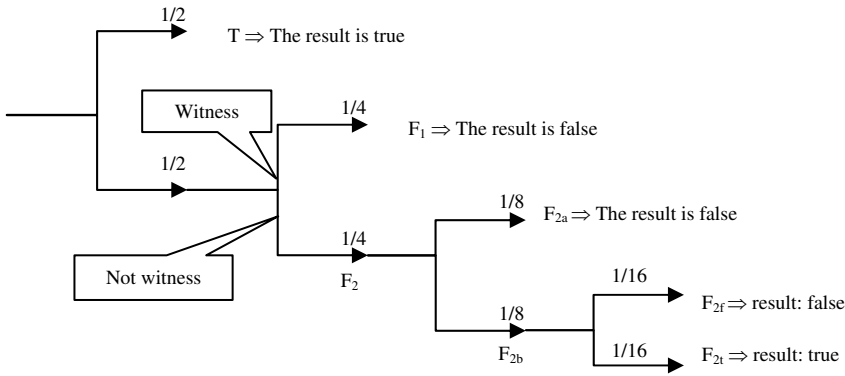 1/2
T ⇒ The result is true
Witness
1/4
F₁ ⇒ The result is false
1/2
1/8
F₂ₐ ⇒ The result is false
Not witness
1/4
F₂
1/16
F₂f ⇒ result: false
1/8
F₂b
1/16
F₂t ⇒ result: true